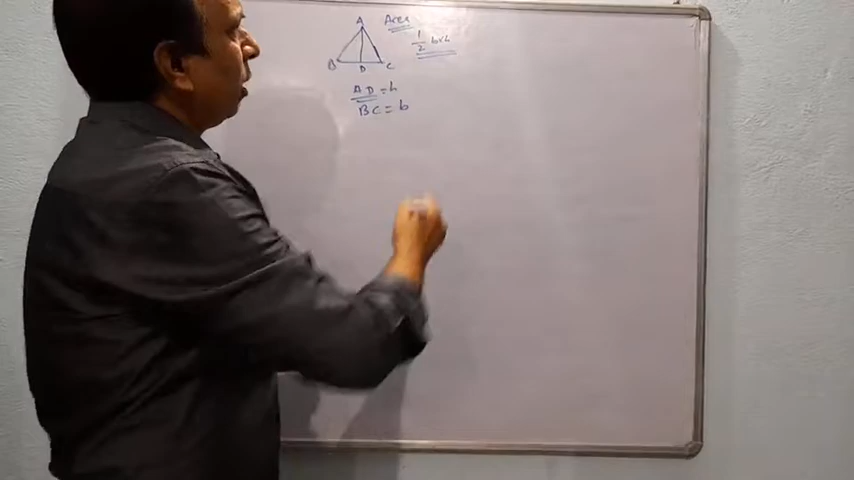 A
Area
1/2 b×h
B D C
AD = h
BC = b